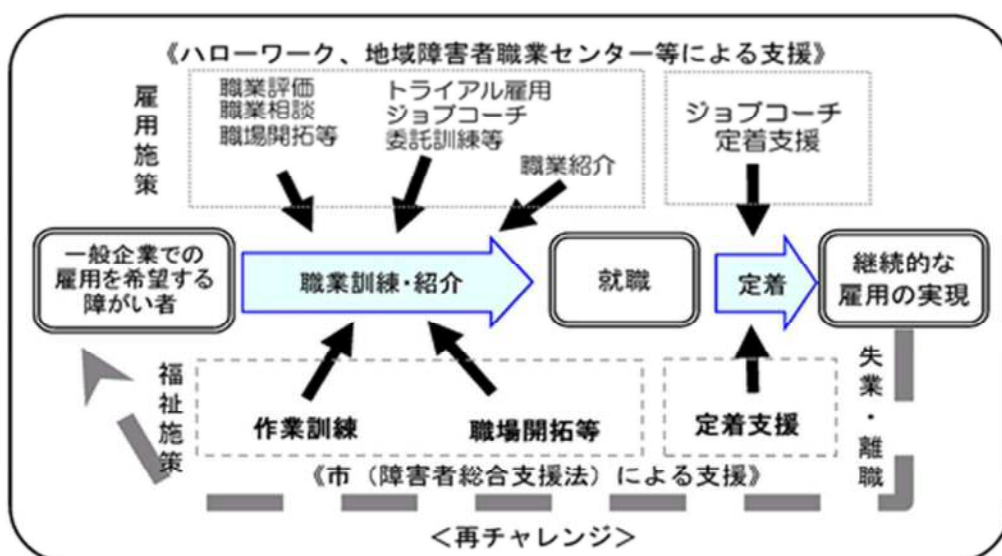 《ハローワーク、地域障害者職業センター等による支援》
雇用施策
職業評価
職業相談
職場開拓等
トライアル雇用
ジョブコーチ
委託訓練等
職業紹介
ジョブコーチ
定着支援
一般企業での
雇用を希望する
障がい者
職業訓練・紹介
就職
定着
継続的な
雇用の実現
福祉施策
作業訓練
職場開拓等
定着支援
失業・離職
《市（障害者総合支援法）による支援》
＜再チャレンジ＞